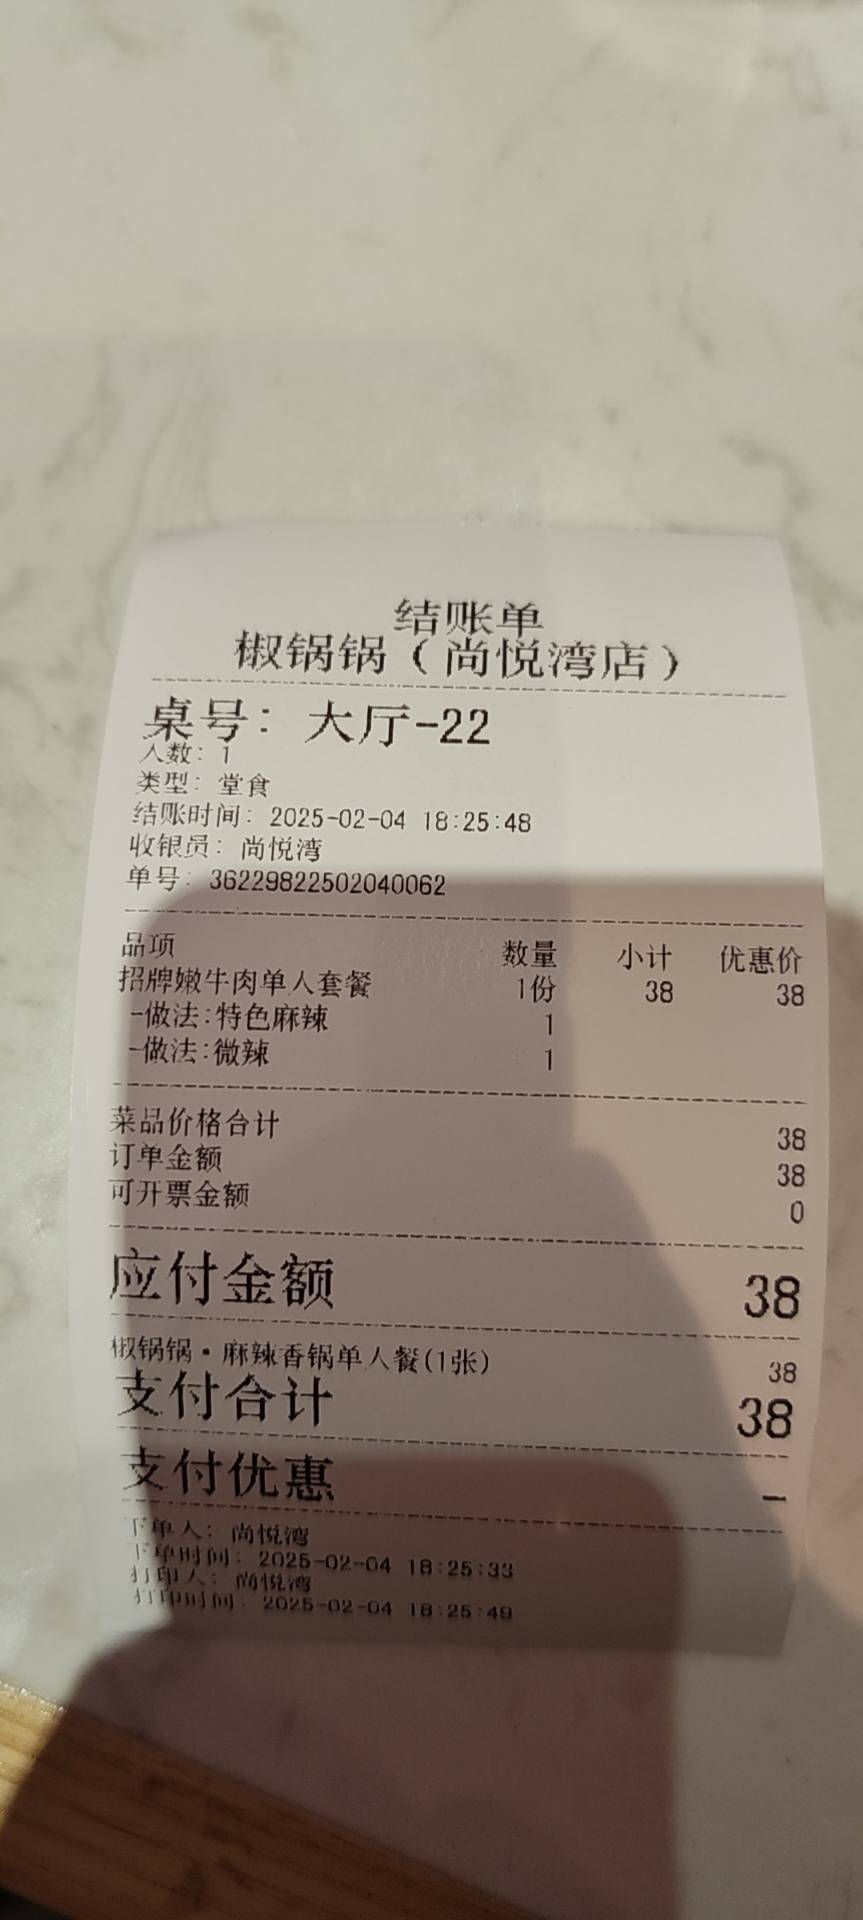 结账单
椒锅锅（尚悦湾店）
桌号: 大厅-22
人数: 1
类型: 堂食
结账时间: 2025-02-04 18:25:48
收银员: 尚悦湾
单号: 36229822502040062
品项 数量 小计 优惠价
招牌嫩牛肉单人套餐 1份 38 38
-做法:特色麻辣 1
-做法:微辣 1
菜品价格合计 38
订单金额 38
可开票金额 0
应付金额 38
椒锅锅·麻辣香锅单人餐(1张) 38
支付合计 38
支付优惠 -
下单人: 尚悦湾
下单时间: 2025-02-04 18:25:33
打印人: 尚悦湾
打印时间: 2025-02-04 18:25:49